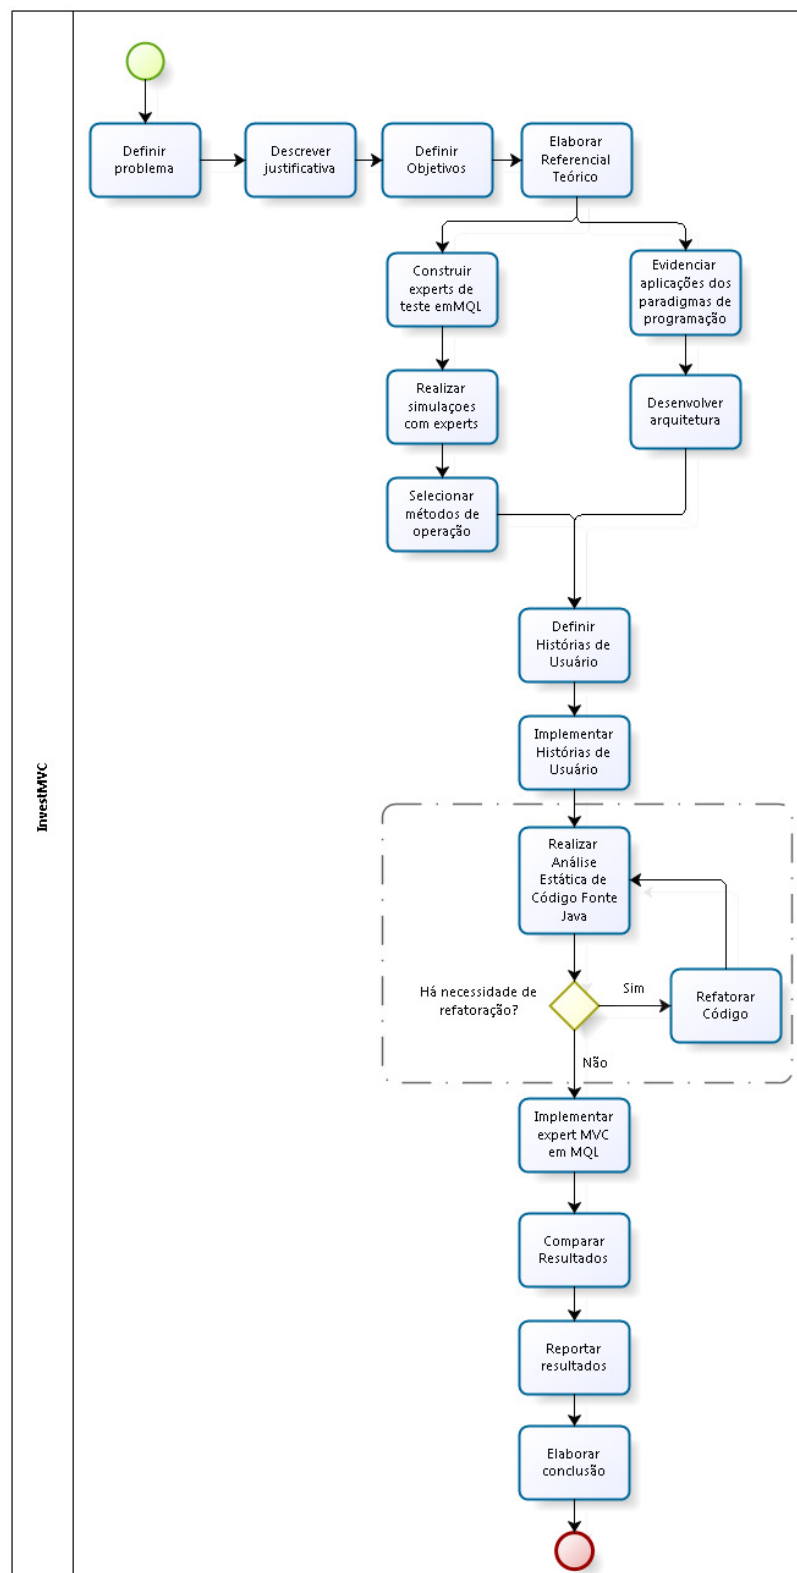 InvestMVC
Definir
problema
Descrever
justificativa
Definir
Objetivos
Elaborar
Referencial
Teórico
Construir
experts de
teste emMQL
Evidenciar
aplicações dos
paradigmas de
programação
Realizar
simulaçoes
com experts
Desenvolver
arquitetura
Selecionar
métodos de
operação
Definir
Histórias de
Usuário
Implementar
Histórias de
Usuário
Realizar
Análise
Estática de
Código Fonte
Java
Há necessidade de
refatoração?
Sim
Refatorar
Código
Não
Implementar
expert MVC
em MQL
Comparar
Resultados
Reportar
resultados
Elaborar
conclusão